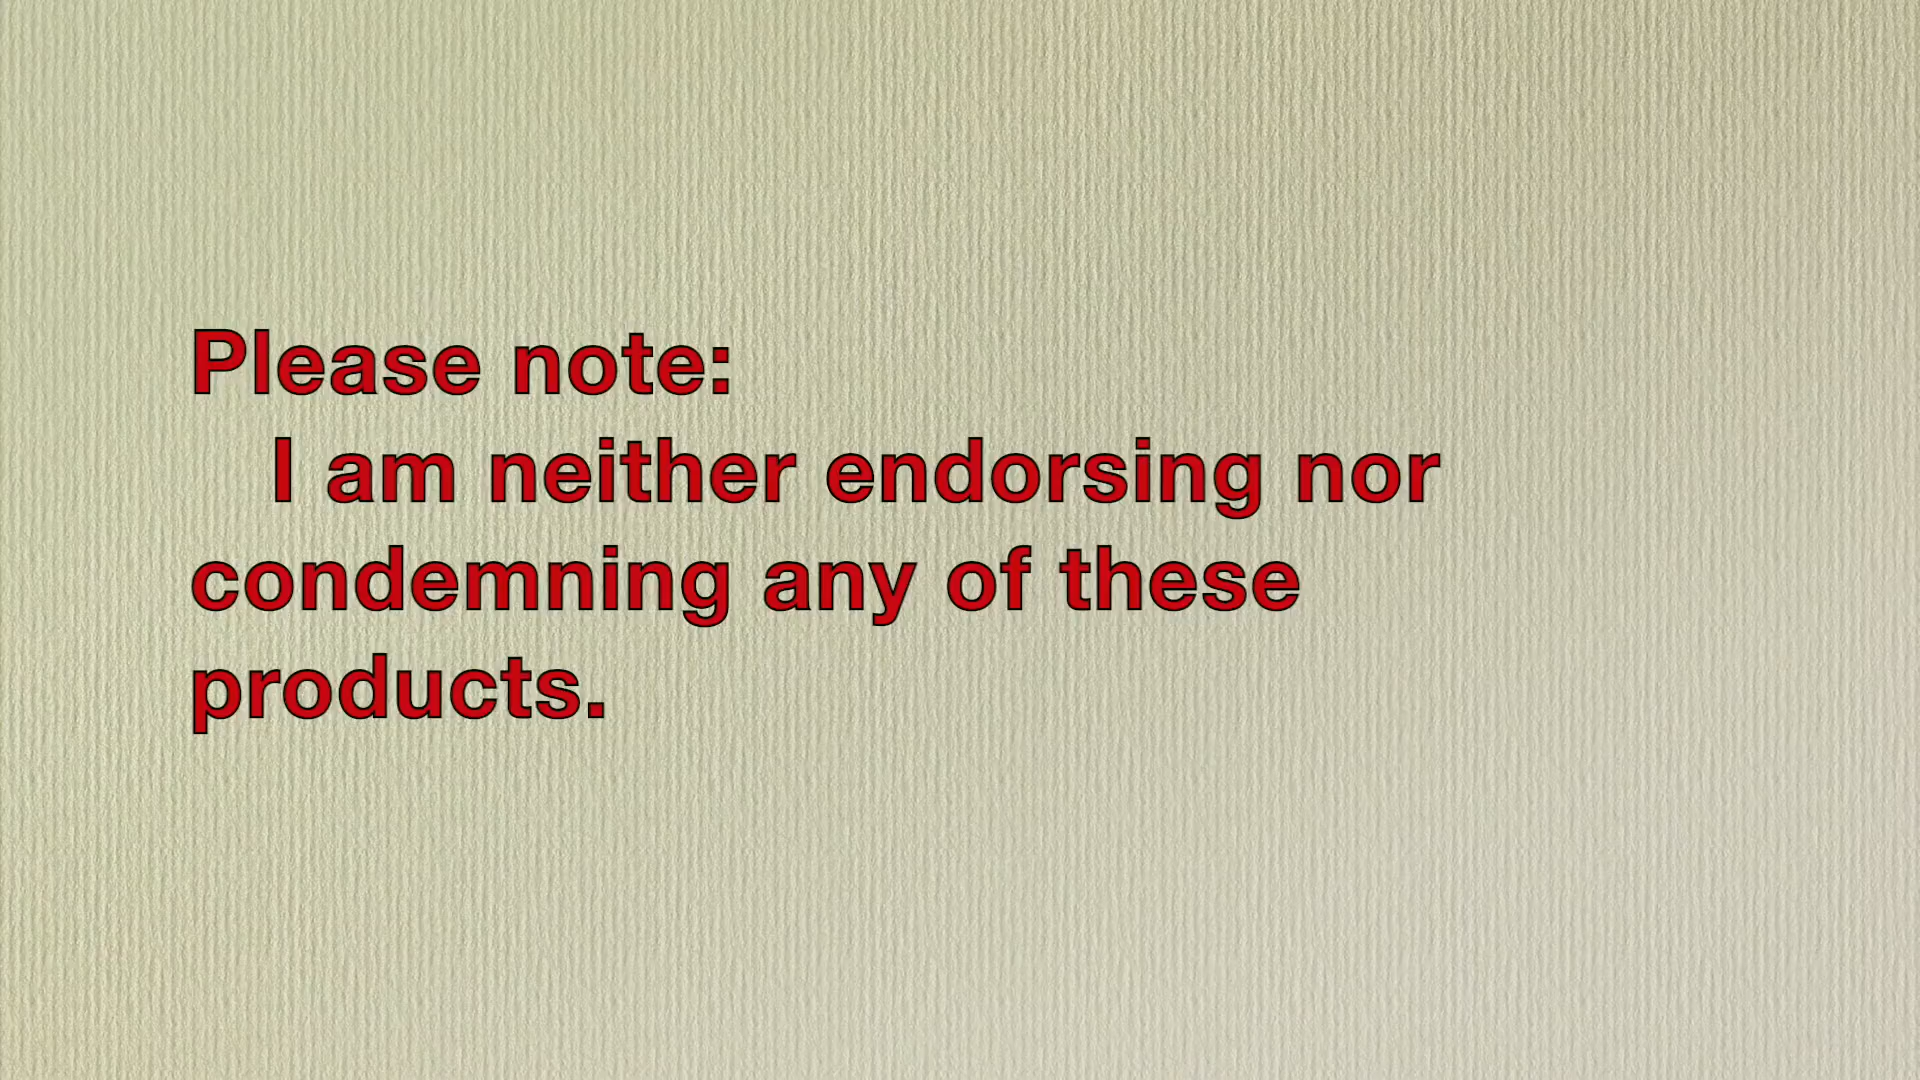 Please note:
I am neither endorsing nor
condemning any of these
products.